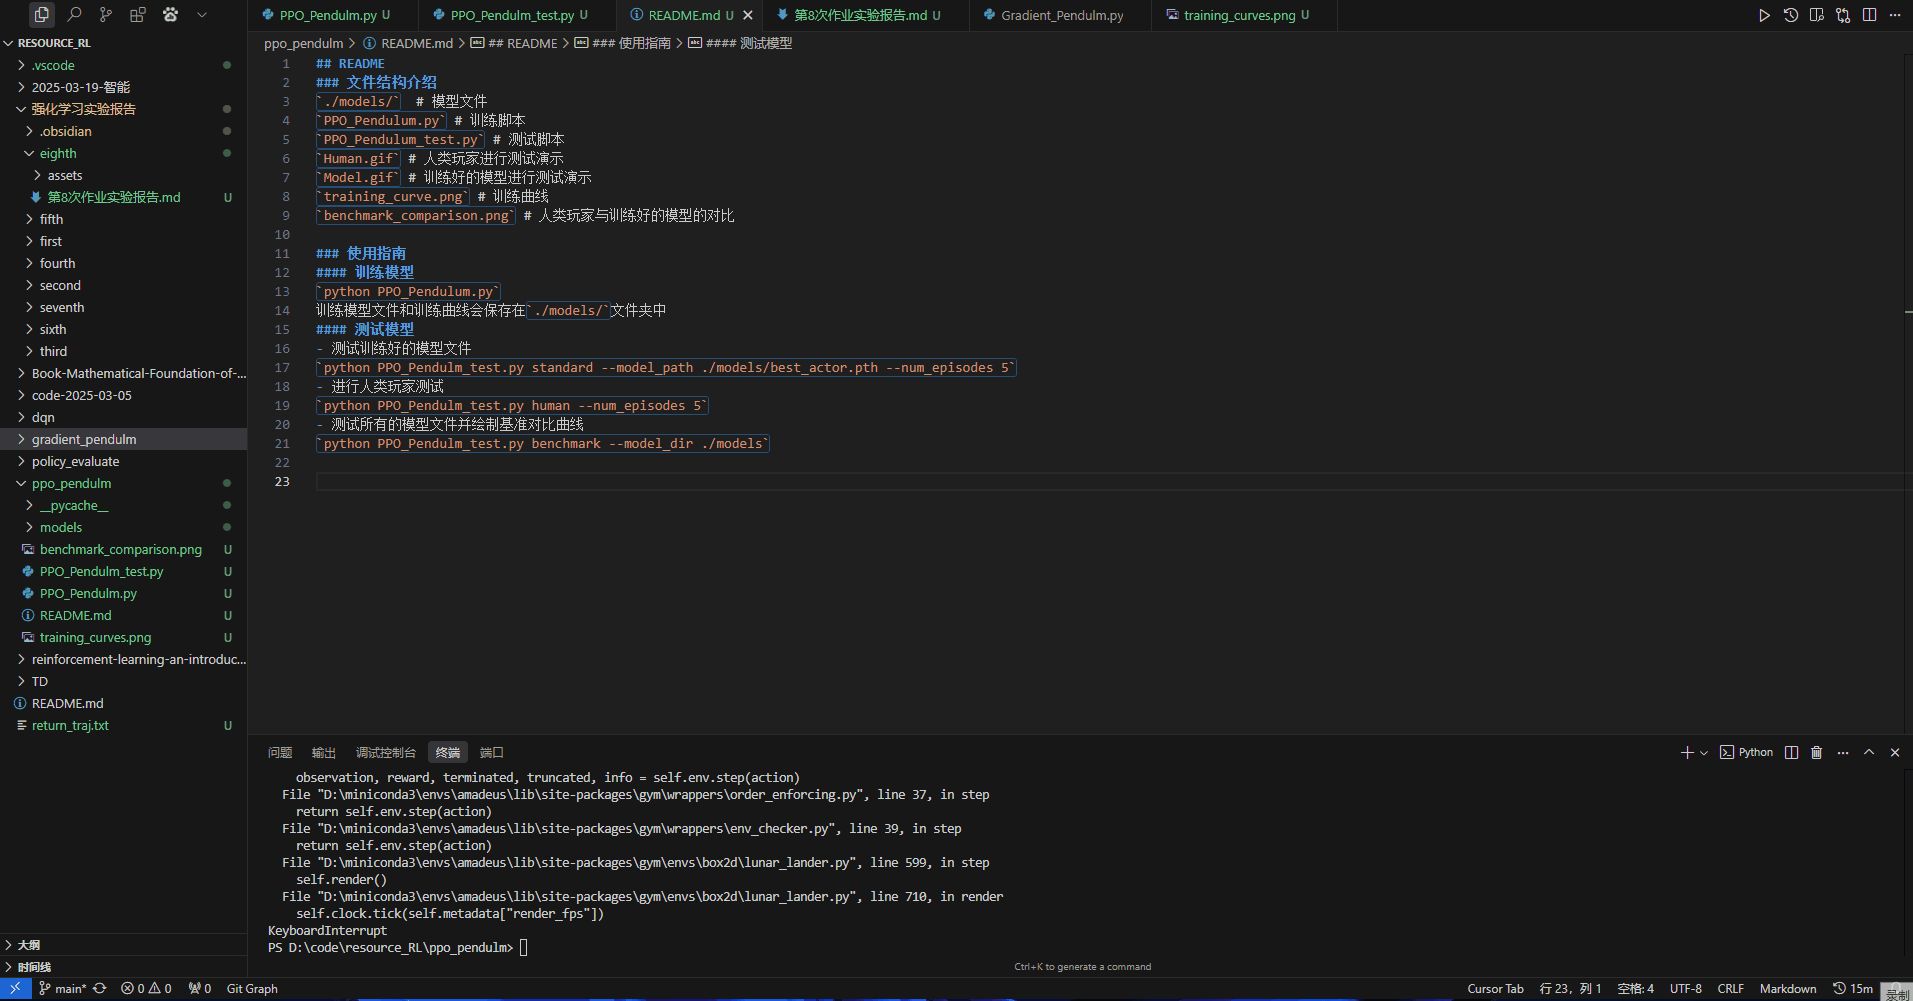 PPO_Pendulm.py U
PPO_Pendulm_test.py U
README.md U
第8次作业实验报告.md U
Gradient_Pendulm.py
training_curves.png U
RESOURCE_RL
.vscode
2025-03-19-智能
强化学习实验报告
.obsidian
eighth
assets
第8次作业实验报告.md U
fifth
first
fourth
second
seventh
sixth
third
Book-Mathematical-Foundation-of-...
code-2025-03-05
dqn
gradient_pendulm
policy_evaluate
ppo_pendulm
__pycache__
models
benchmark_comparison.png U
PPO_Pendulm_test.py U
PPO_Pendulm.py U
README.md U
training_curves.png U
reinforcement-learning-an-introduc...
TD
README.md
return_traj.txt U
大纲
时间线
ppo_pendulm > README.md > ## README > ### 使用指南 > #### 测试模型
1 ## README
2 ### 文件结构介绍
3 `./models/` # 模型文件
4 `PPO_Pendulum.py` # 训练脚本
5 `PPO_Pendulum_test.py` # 测试脚本
6 `Human.gif` # 人类玩家进行测试演示
7 `Model.gif` # 训练好的模型进行测试演示
8 `training_curve.png` # 训练曲线
9 `benchmark_comparison.png` # 人类玩家与训练好的模型的对比
10
11 ### 使用指南
12 #### 训练模型
13 `python PPO_Pendulum.py`
14 训练模型文件和训练曲线会保存在`./models/`文件夹中
15 #### 测试模型
16 - 测试训练好的模型文件
17 `python PPO_Pendulm_test.py standard --model_path ./models/best_actor.pth --num_episodes 5`
18 - 进行人类玩家测试
19 `python PPO_Pendulm_test.py human --num_episodes 5`
20 - 测试所有的模型文件并绘制基准对比曲线
21 `python PPO_Pendulm_test.py benchmark --model_dir ./models`
22
23
问题 输出 调试控制台 终端 端口
Python
observation, reward, terminated, truncated, info = self.env.step(action)
File "D:\miniconda3\envs\amadeus\lib\site-packages\gym\wrappers\order_enforcing.py", line 37, in step
return self.env.step(action)
File "D:\miniconda3\envs\amadeus\lib\site-packages\gym\wrappers\env_checker.py", line 39, in step
return self.env.step(action)
File "D:\miniconda3\envs\amadeus\lib\site-packages\gym\envs\box2d\lunar_lander.py", line 599, in step
self.render()
File "D:\miniconda3\envs\amadeus\lib\site-packages\gym\envs\box2d\lunar_lander.py", line 710, in render
self.clock.tick(self.metadata["render_fps"])
KeyboardInterrupt
PS D:\code\resource_RL\ppo_pendulm>
Ctrl+K to generate a command
main* 0 0 0 Git Graph
Cursor Tab 行 23，列 1 空格: 4 UTF-8 CRLF Markdown 15m
录制